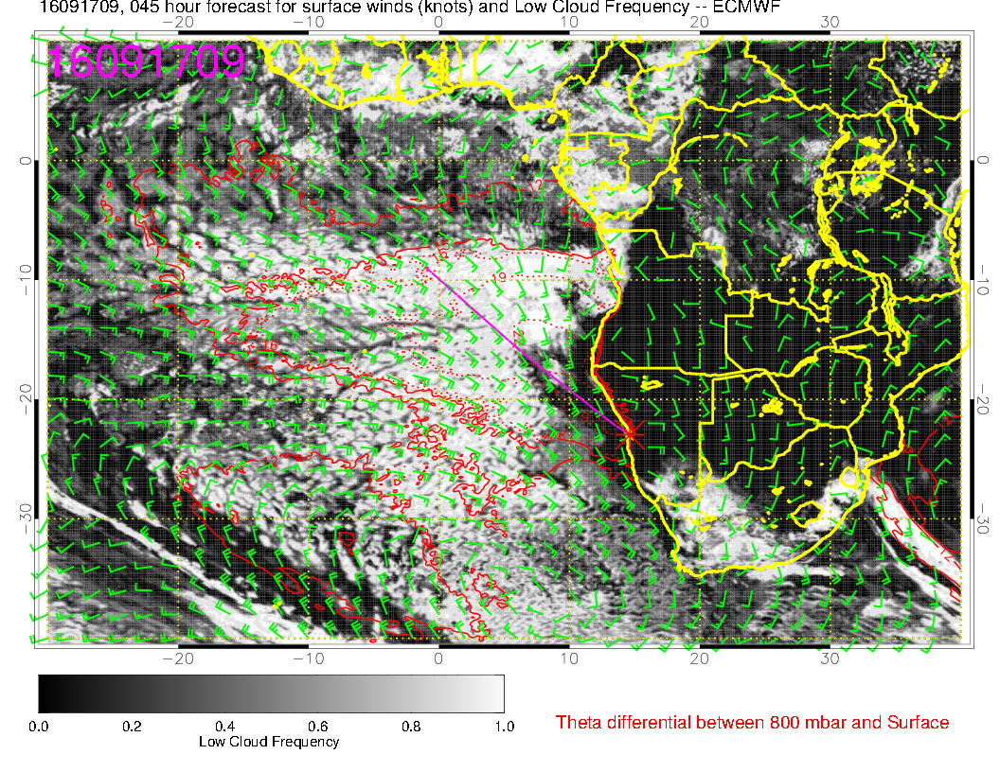 16091709, 045 hour forecast for surface winds (knots) and Low Cloud Frequency -- ECMWF
−20 −10 0 10 20 30
16091709
0 0
−10 −10
−20 −20
−30 −30
−20 −10 0 10 20 30
0.0 0.2 0.4 0.6 0.8 1.0
Low Cloud Frequency
Theta differential between 800 mbar and Surface